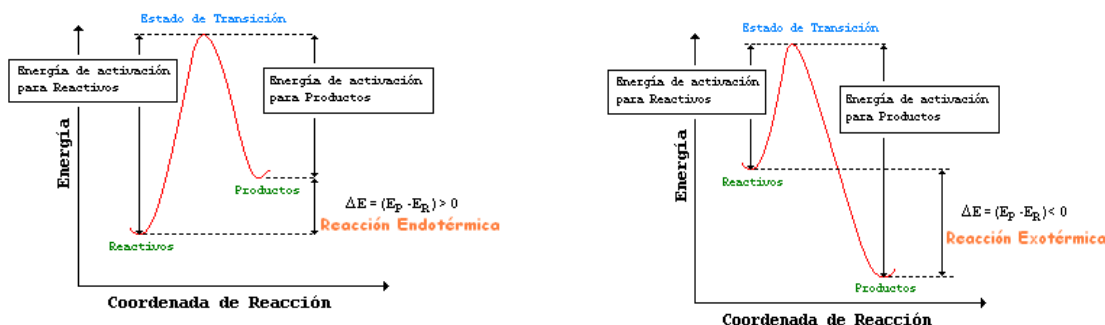 Estado de Transición
Energía de activación
para Reactivos
Energía de activación
para Productos
Energía
Productos
ΔE = (EP -ER) > 0
Reacción Endotérmica
Reactivos
Coordenada de Reacción
Estado de Transición
Energía de activación
para Reactivos
Energía de activación
para Productos
Energía
Reactivos
ΔE = (EP -ER) < 0
Reacción Exotérmica
Productos
Coordenada de Reacción